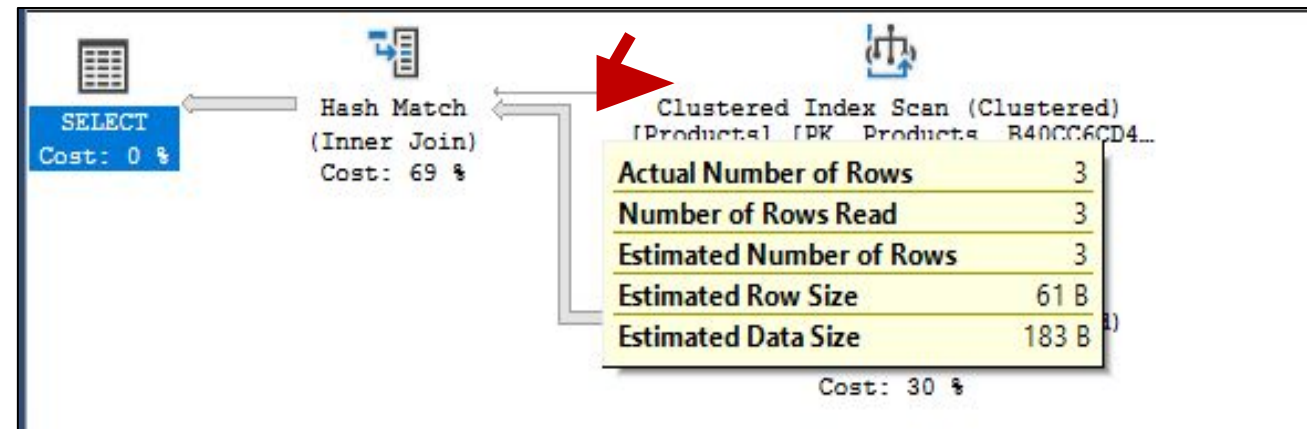 SELECT
Cost: 0 %
Hash Match
(Inner Join)
Cost: 69 %
Clustered Index Scan (Clustered)
[Products].[PK__Products__B40CC6CD4…
Actual Number of Rows 3
Number of Rows Read 3
Estimated Number of Rows 3
Estimated Row Size 61 B
Estimated Data Size 183 B
Cost: 30 %